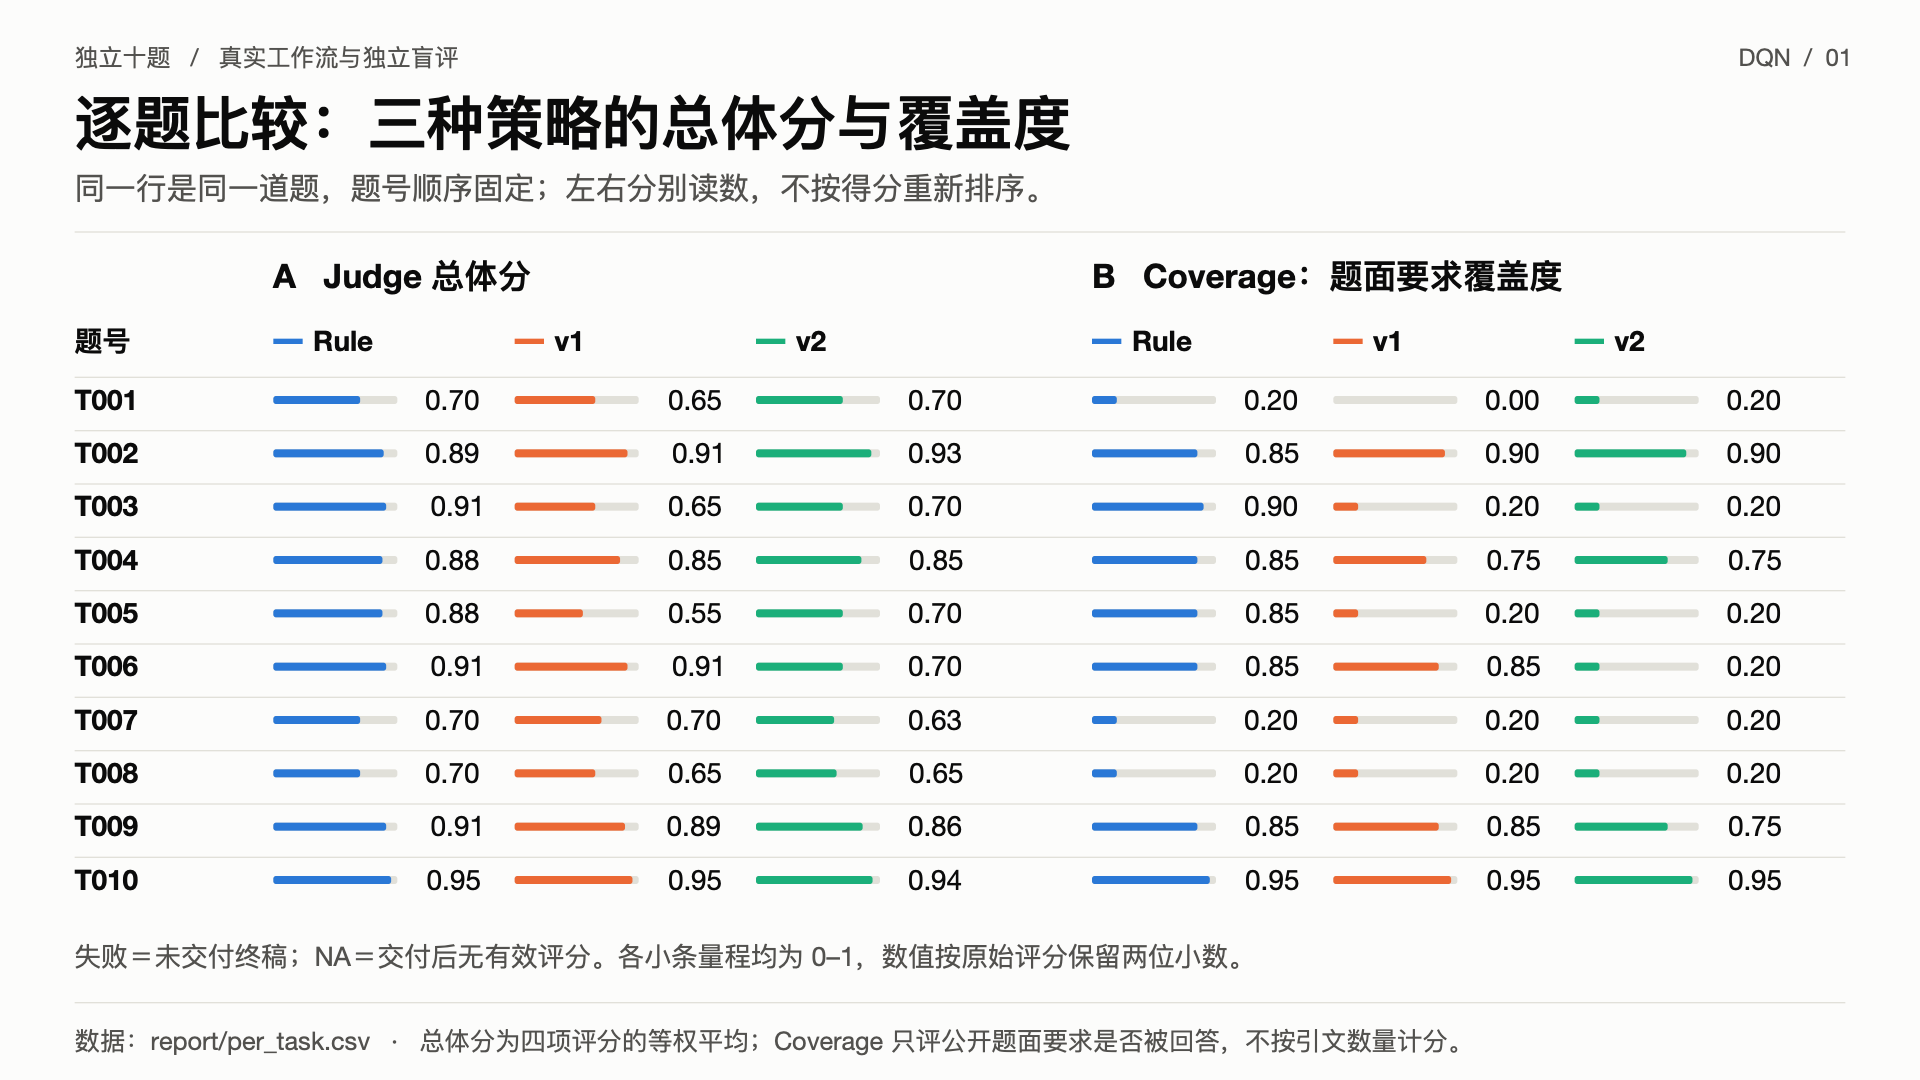 独立十题 / 真实工作流与独立盲评
DQN / 01
逐题比较：三种策略的总体分与覆盖度
同一行是同一道题，题号顺序固定；左右分别读数，不按得分重新排序。
A Judge 总体分
B Coverage：题面要求覆盖度
题号 Rule v1 v2 Rule v1 v2
T001 0.70 0.65 0.70 0.20 0.00 0.20
T002 0.89 0.91 0.93 0.85 0.90 0.90
T003 0.91 0.65 0.70 0.90 0.20 0.20
T004 0.88 0.85 0.85 0.85 0.75 0.75
T005 0.88 0.55 0.70 0.85 0.20 0.20
T006 0.91 0.91 0.70 0.85 0.85 0.20
T007 0.70 0.70 0.63 0.20 0.20 0.20
T008 0.70 0.65 0.65 0.20 0.20 0.20
T009 0.91 0.89 0.86 0.85 0.85 0.75
T010 0.95 0.95 0.94 0.95 0.95 0.95
失败＝未交付终稿；NA＝交付后无有效评分。各小条量程均为 0–1，数值按原始评分保留两位小数。
数据：report/per_task.csv · 总体分为四项评分的等权平均；Coverage 只评公开题面要求是否被回答，不按引文数量计分。